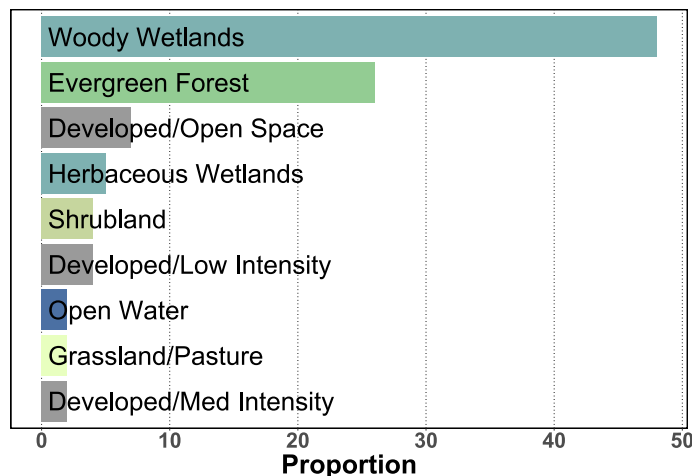 Woody Wetlands
Evergreen Forest
Developed/Open Space
Herbaceous Wetlands
Shrubland
Developed/Low Intensity
Open Water
Grassland/Pasture
Developed/Med Intensity
0 10 20 30 40 50
Proportion